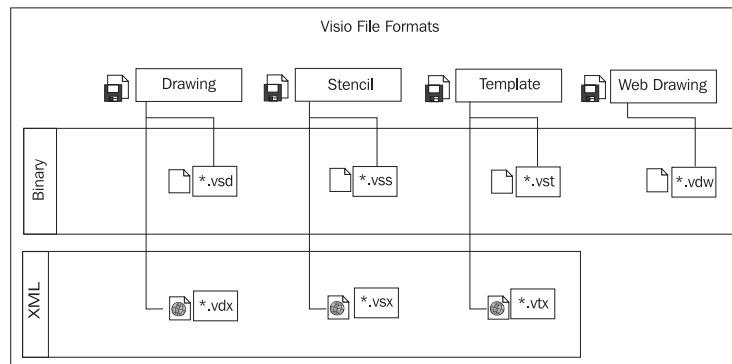 Visio File Formats
Drawing
Stencil
Template
Web Drawing
Binary
*.vsd
*.vss
*.vst
*.vdw
XML
*.vdx
*.vsx
*.vtx